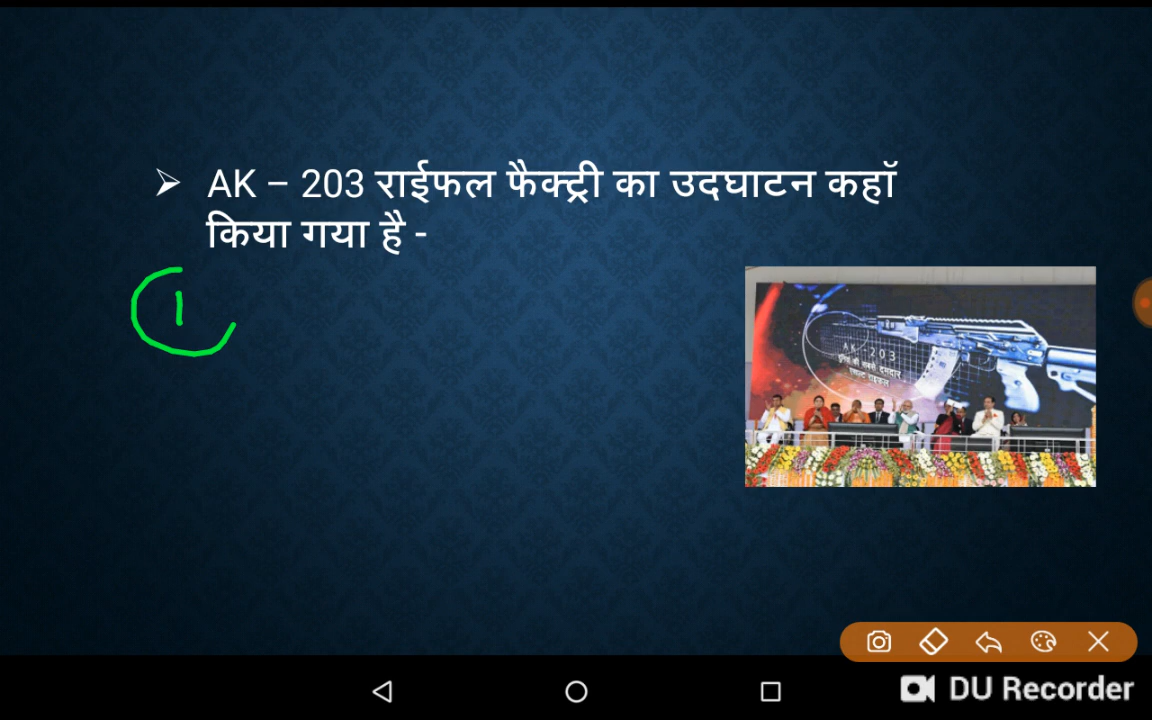 AK – 203 राईफल फैक्ट्री का उदघाटन कहॉ
किया गया है -
1
AK-203
DU Recorder